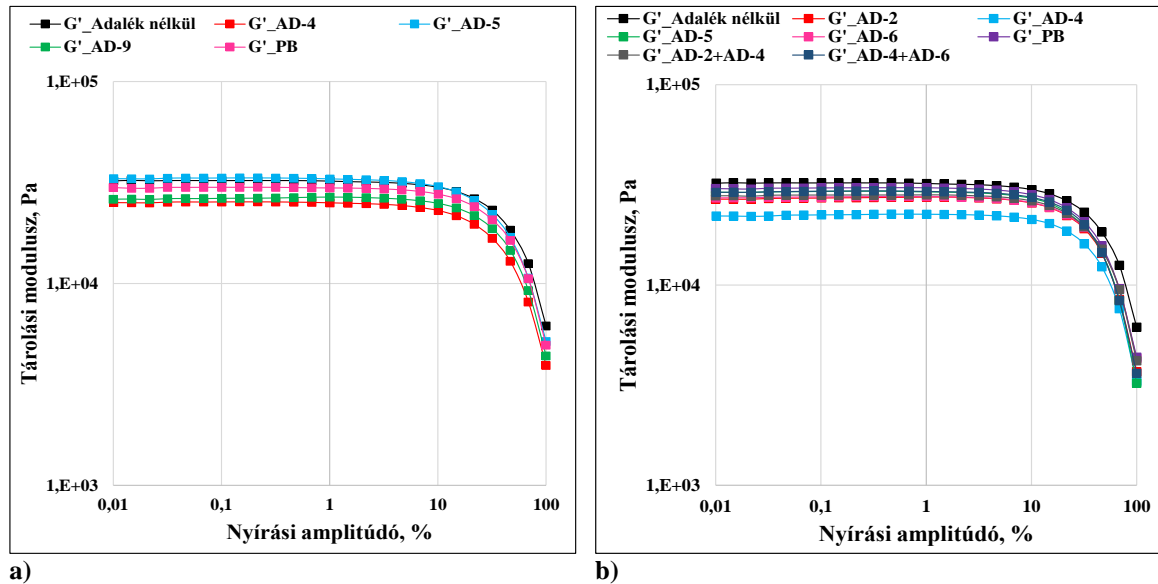 G'_Adalék nélkül G'_AD-4 G'_AD-5
G'_AD-9 G'_PB
1,E+05
1,E+04
1,E+03
Tárolási modulusz, Pa
0,01 0,1 1 10 100
Nyírási amplitúdó, %
a)
G'_Adalék nélkül G'_AD-2 G'_AD-4
G'_AD-5 G'_AD-6 G'_PB
G'_AD-2+AD-4 G'_AD-4+AD-6
1,E+05
1,E+04
1,E+03
Tárolási modulusz, Pa
0,01 0,1 1 10 100
Nyírási amplitúdó, %
b)